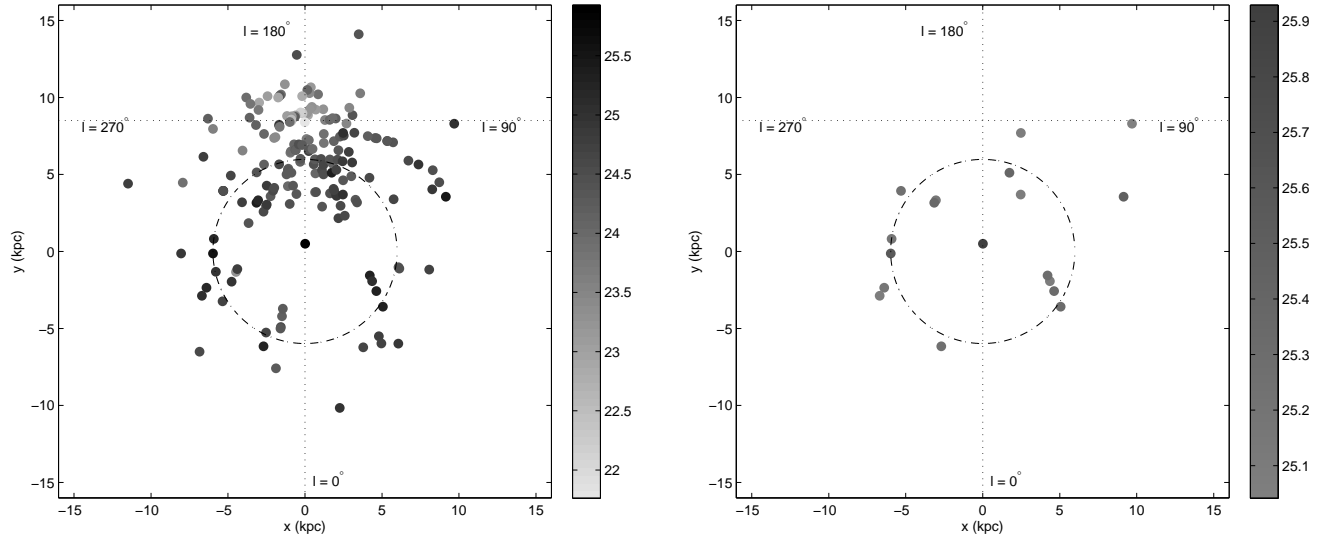 15
10
5
0
−5
−10
−15
−15 −10 −5 0 5 10 15
y (kpc)
x (kpc)
l = 180°
l = 270°
l = 90°
l = 0°
25.5
25
24.5
24
23.5
23
22.5
22
15
10
5
0
−5
−10
−15
−15 −10 −5 0 5 10 15
y (kpc)
x (kpc)
l = 180°
l = 270°
l = 90°
l = 0°
25.9
25.8
25.7
25.6
25.5
25.4
25.3
25.2
25.1